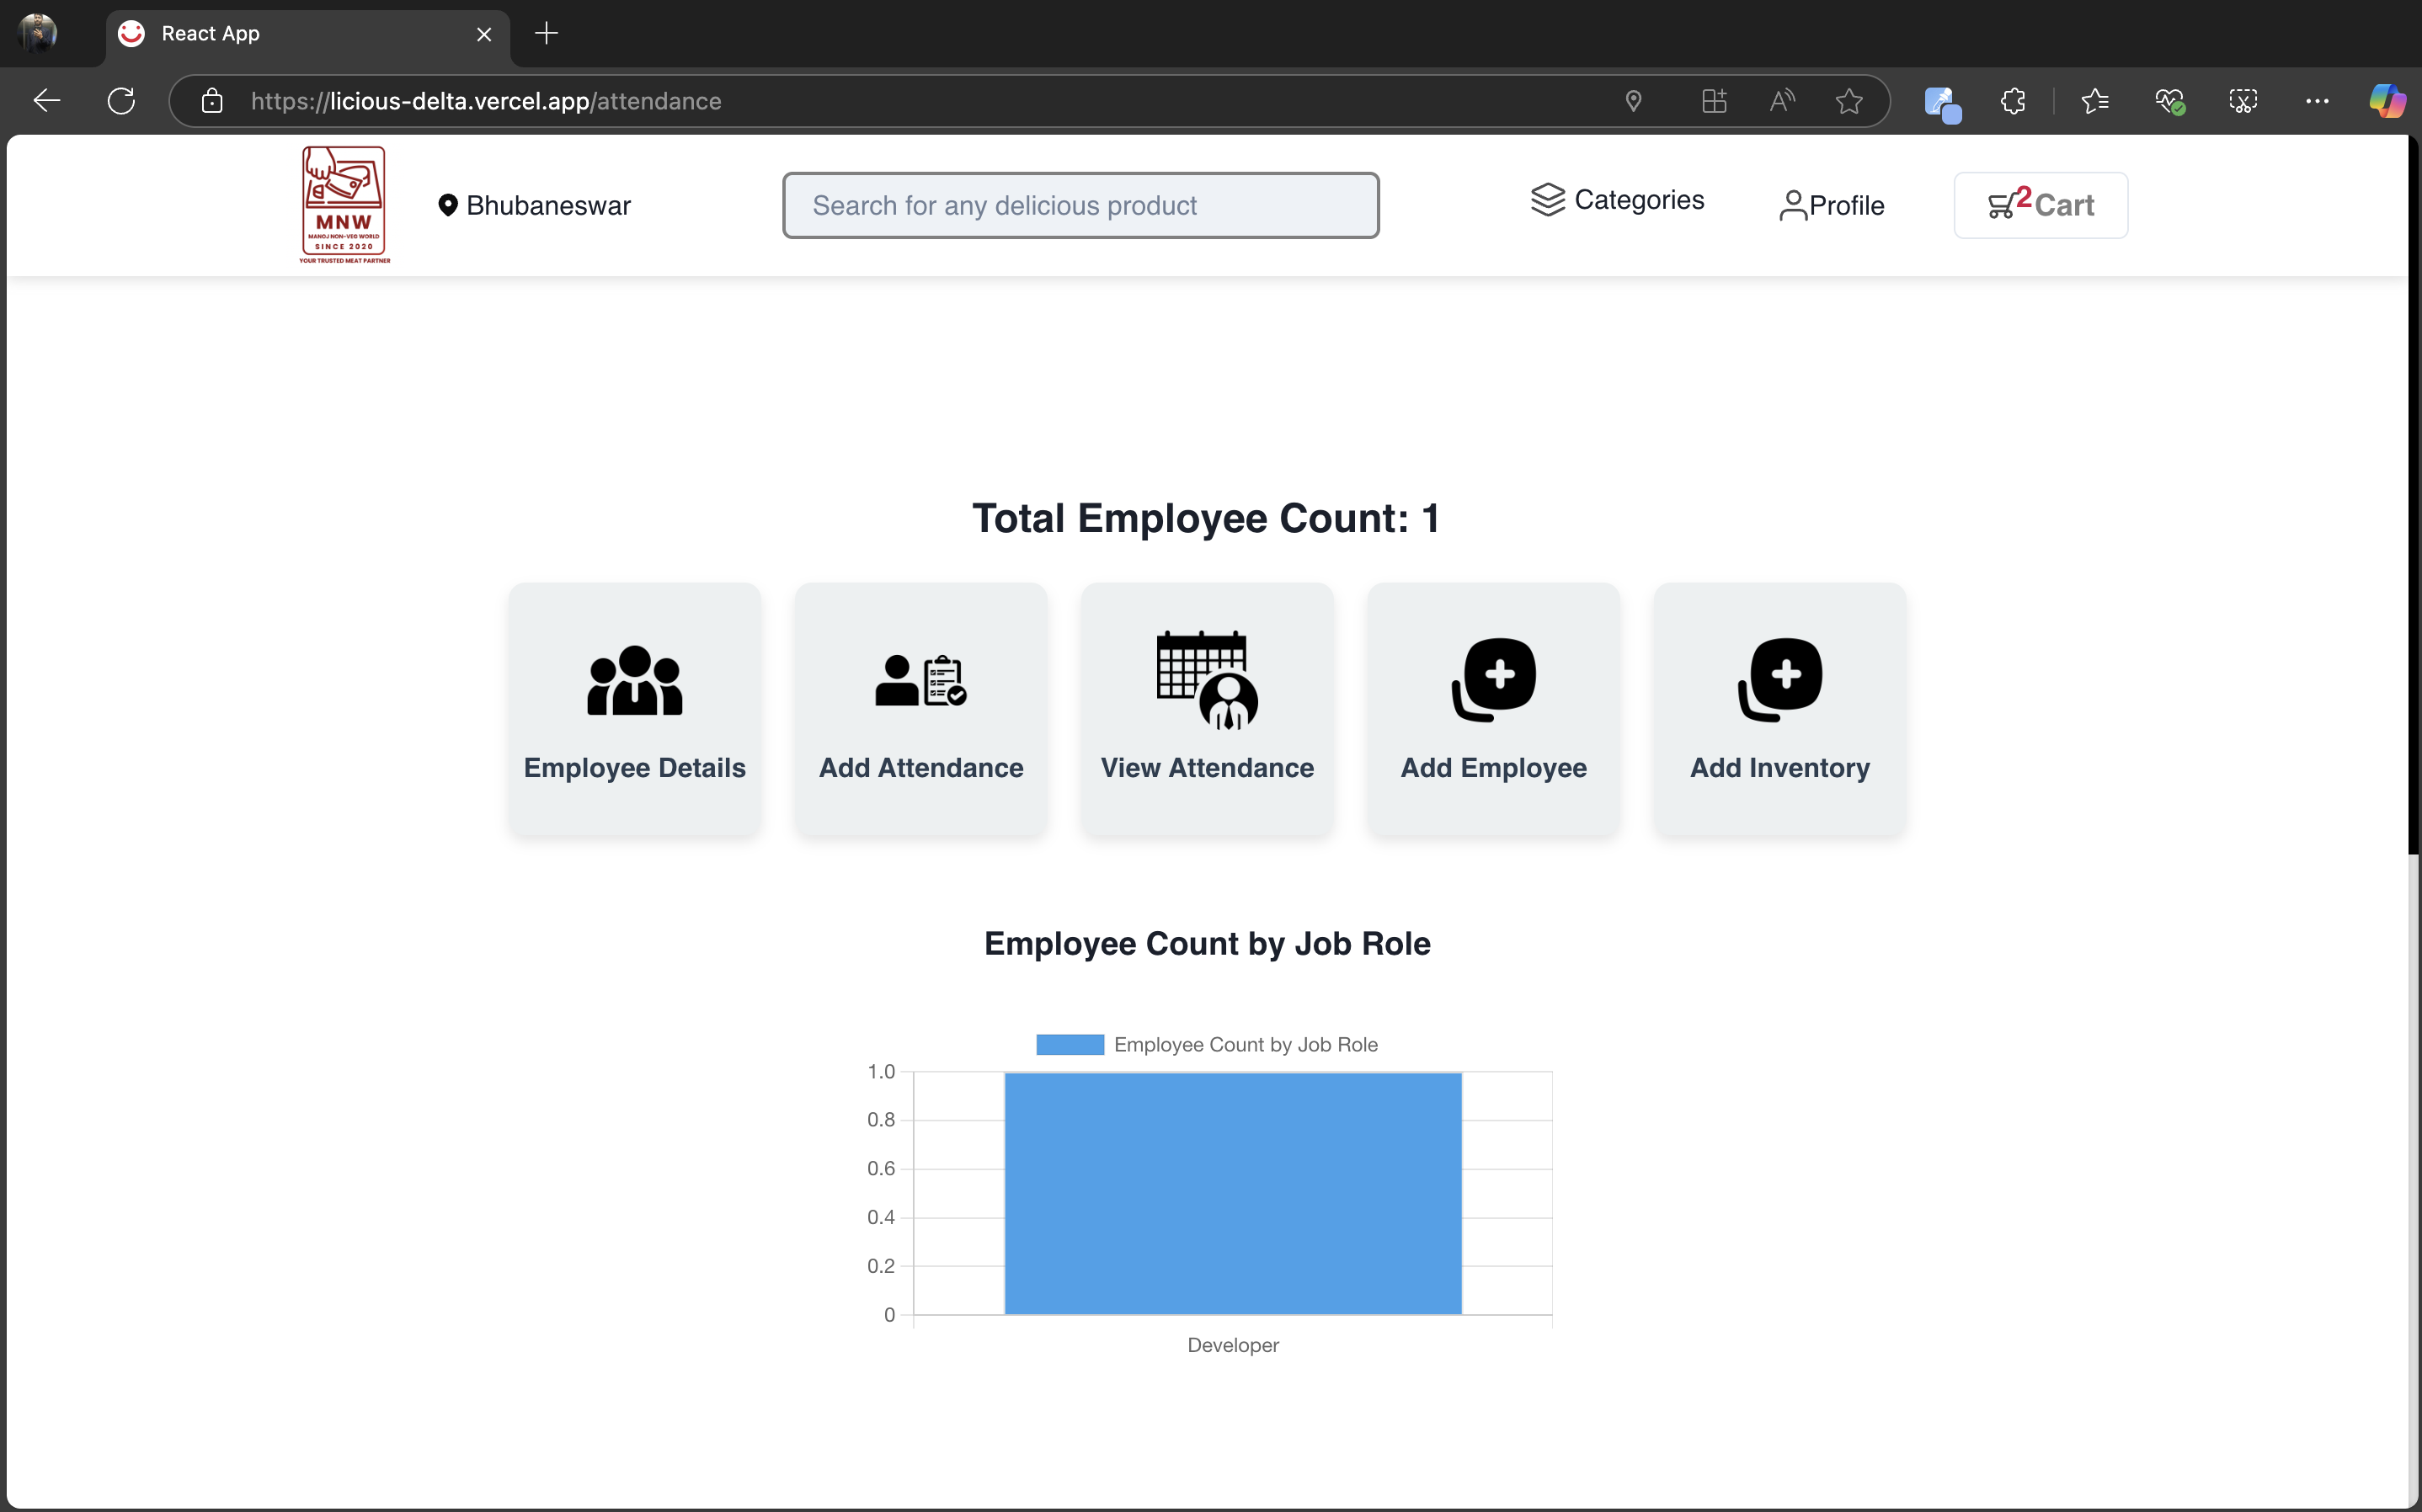 React App
https://licious-delta.vercel.app/attendance
MNW
MANOJ NON-VEG WORLD
SINCE 2020
YOUR TRUSTED MEAT PARTNER
Bhubaneswar
Search for any delicious product
Categories
Profile
2 Cart
Total Employee Count: 1
Employee Details
Add Attendance
View Attendance
Add Employee
Add Inventory
Employee Count by Job Role
Employee Count by Job Role
1.0
0.8
0.6
0.4
0.2
0
Developer